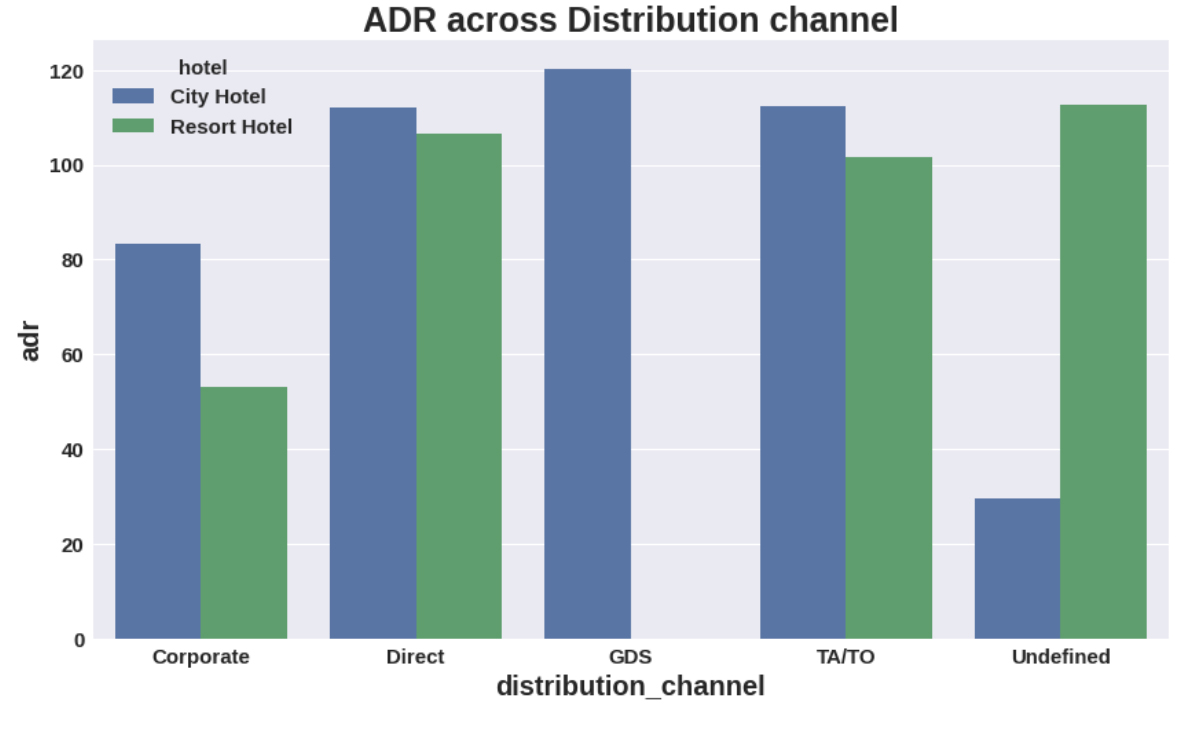 ADR across Distribution channel
hotel
City Hotel
Resort Hotel
120
100
80
60
40
20
0
adr
Corporate Direct GDS TA/TO Undefined
distribution_channel